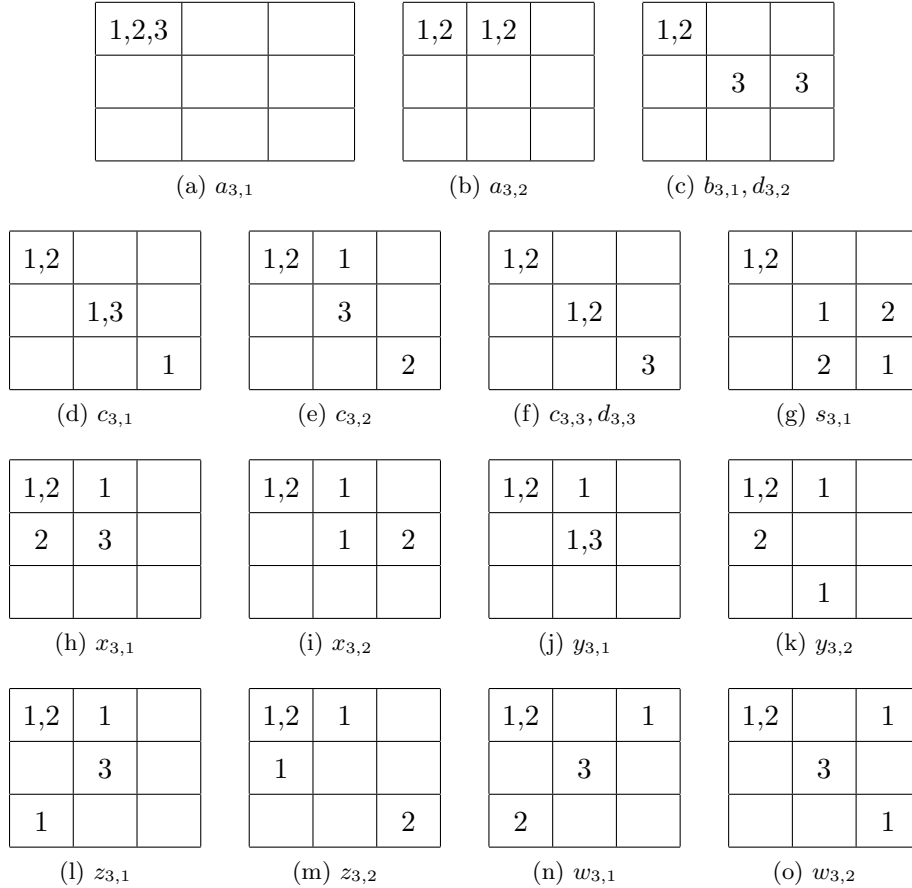 1,2,3
(a) a3,1
1,2 1,2
(b) a3,2
1,2
3 3
(c) b3,1, d3,2
1,2
1,3
1
(d) c3,1
1,2 1
3
2
(e) c3,2
1,2
1,2
3
(f) c3,3, d3,3
1,2
1 2
2 1
(g) s3,1
1,2 1
2 3
(h) x3,1
1,2 1
1 2
(i) x3,2
1,2 1
1,3
(j) y3,1
1,2 1
2
1
(k) y3,2
1,2 1
3
1
(l) z3,1
1,2 1
1
2
(m) z3,2
1,2 1
3
2
(n) w3,1
1,2 1
3
1
(o) w3,2